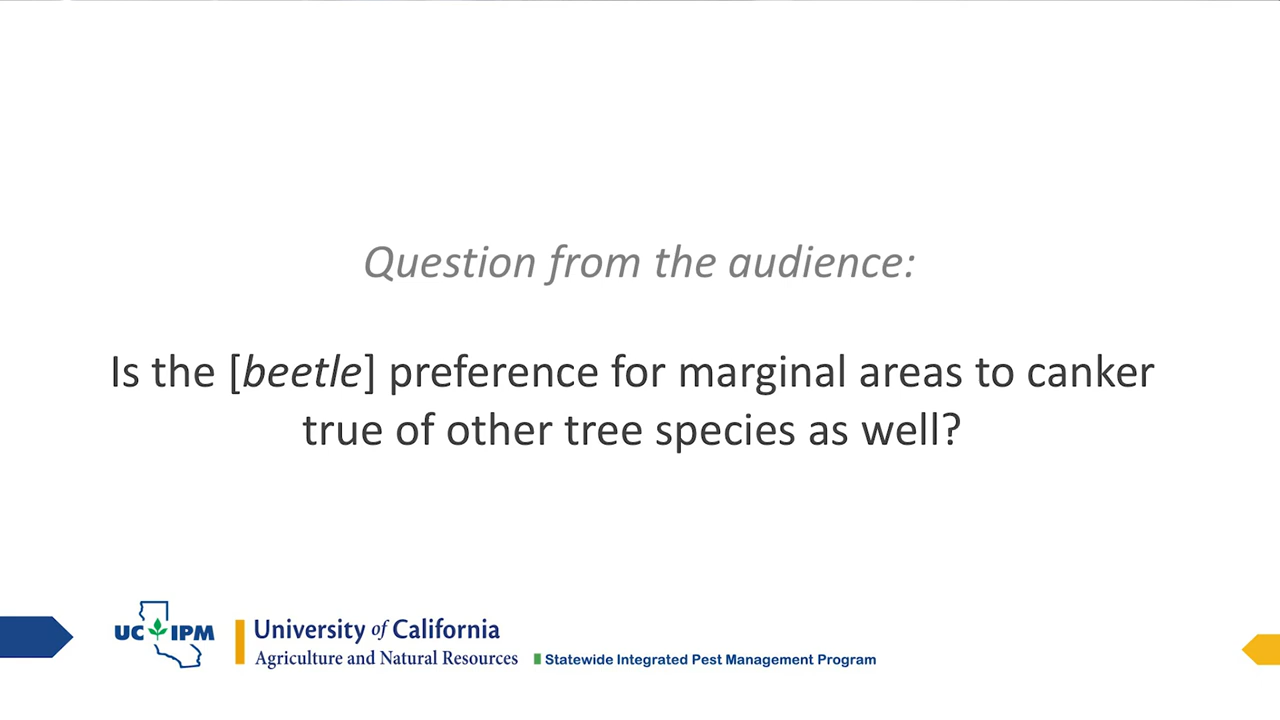 Question from the audience:
Is the [beetle] preference for marginal areas to canker
true of other tree species as well?
UC IPM
University of California
Agriculture and Natural Resources
Statewide Integrated Pest Management Program